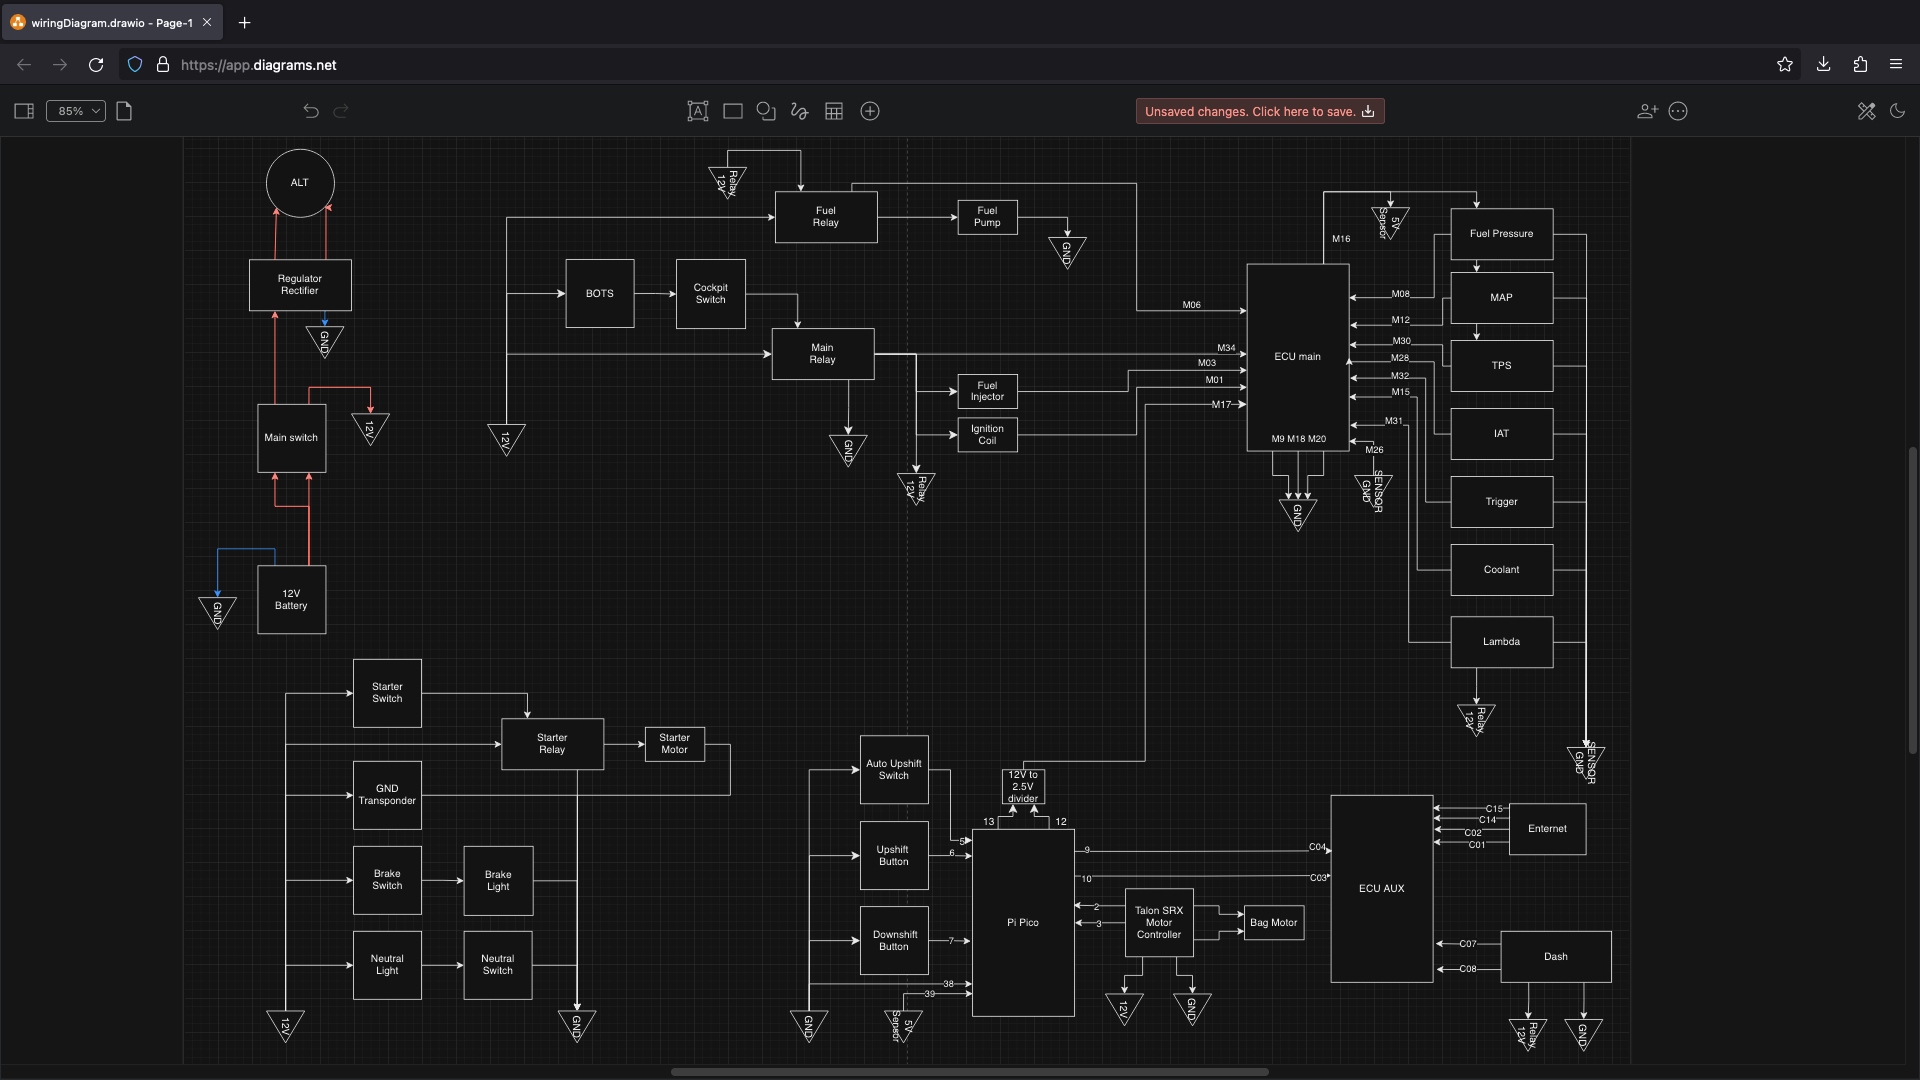 wiringDiagram.drawio - Page-1
https://app.diagrams.net
85%
Unsaved changes. Click here to save.
ALT
Regulator
Rectifier
GND
Main switch
12V
12V
Battery
GND
Relay
12V
Fuel
Relay
Fuel
Pump
GND
BOTS
Cockpit
Switch
Main
Relay
12V
GND
Fuel
Injector
Ignition
Coil
Relay
12V
M06
M34
M03
M01
M17
M16
ECU main
M9 M18 M20
GND
5V
Sensor
M08
M12
M30
M28
M32
M15
M31
M26
SENSOR
GND
Fuel Pressure
MAP
TPS
IAT
Trigger
Coolant
Lambda
Relay
12V
SENSOR
GND
Starter
Switch
Starter
Relay
Starter
Motor
GND
Transponder
Brake
Switch
Brake
Light
Neutral
Light
Neutral
Switch
12V
GND
Auto Upshift
Switch
Upshift
Button
Downshift
Button
GND
5V
Sensor
5
6
7
38
39
12V to
2.5V
divider
13
12
Pi Pico
9
10
2
3
Talon SRX
Motor
Controller
Bag Motor
12V
GND
C04
C03
ECU AUX
C15
C14
C02
C01
Enternet
C07
C08
Dash
Relay
12V
GND